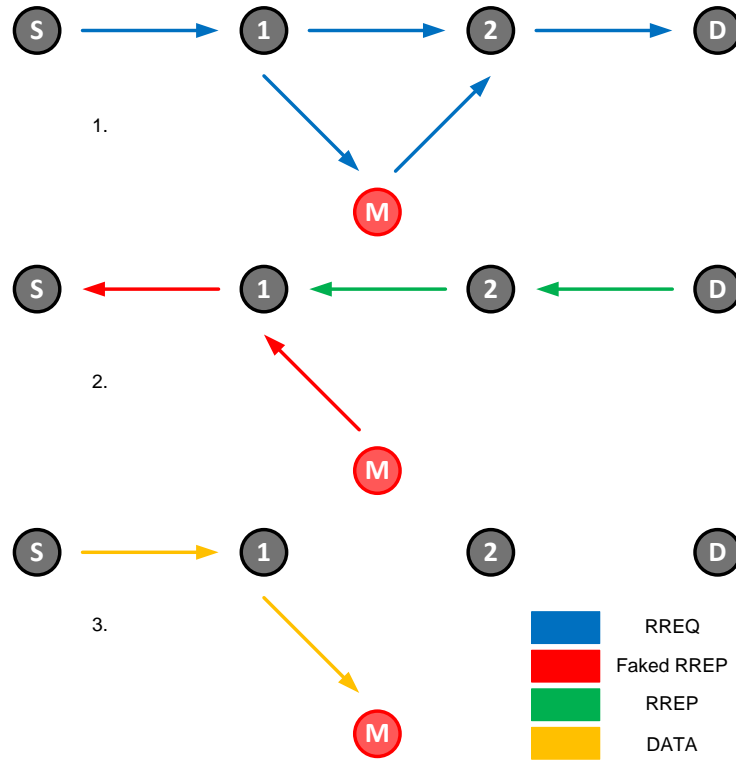 S 1 2 D
1.
M
S 1 2 D
2.
M
S 1 2 D
3.
M
RREQ
Faked RREP
RREP
DATA